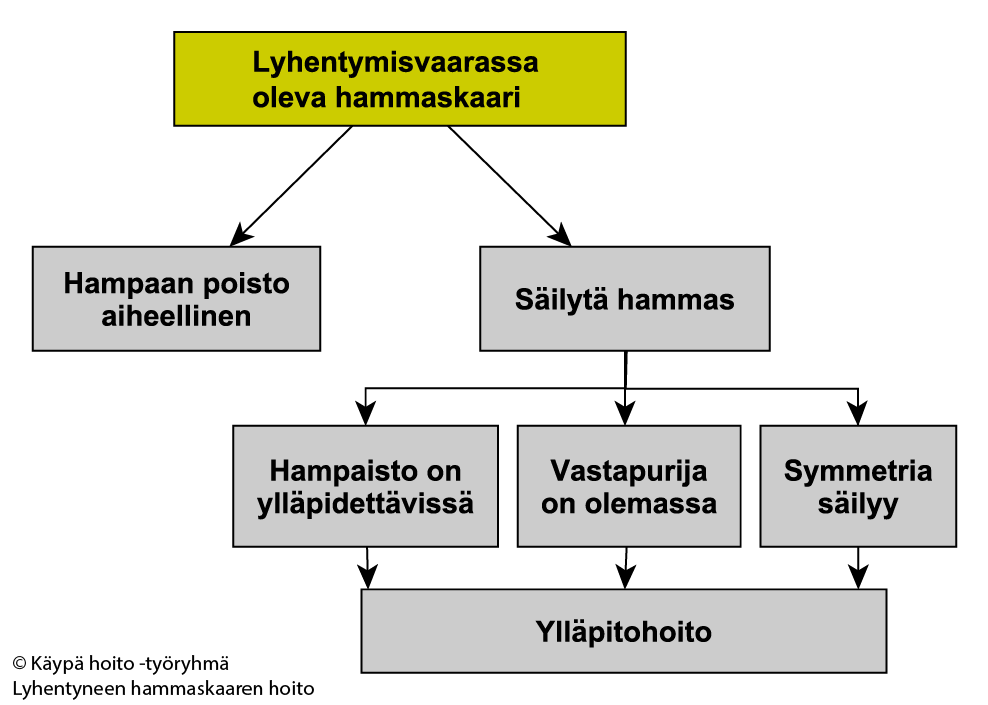 Lyhentymisvaarassa
oleva hammaskaari
Hampaan poisto
aiheellinen
Säilytä hammas
Hampaisto on
ylläpidettävissä
Vastapurija
on olemassa
Symmetria
säilyy
Ylläpitohoito
© Käypä hoito -työryhmä
Lyhentyneen hammaskaaren hoito